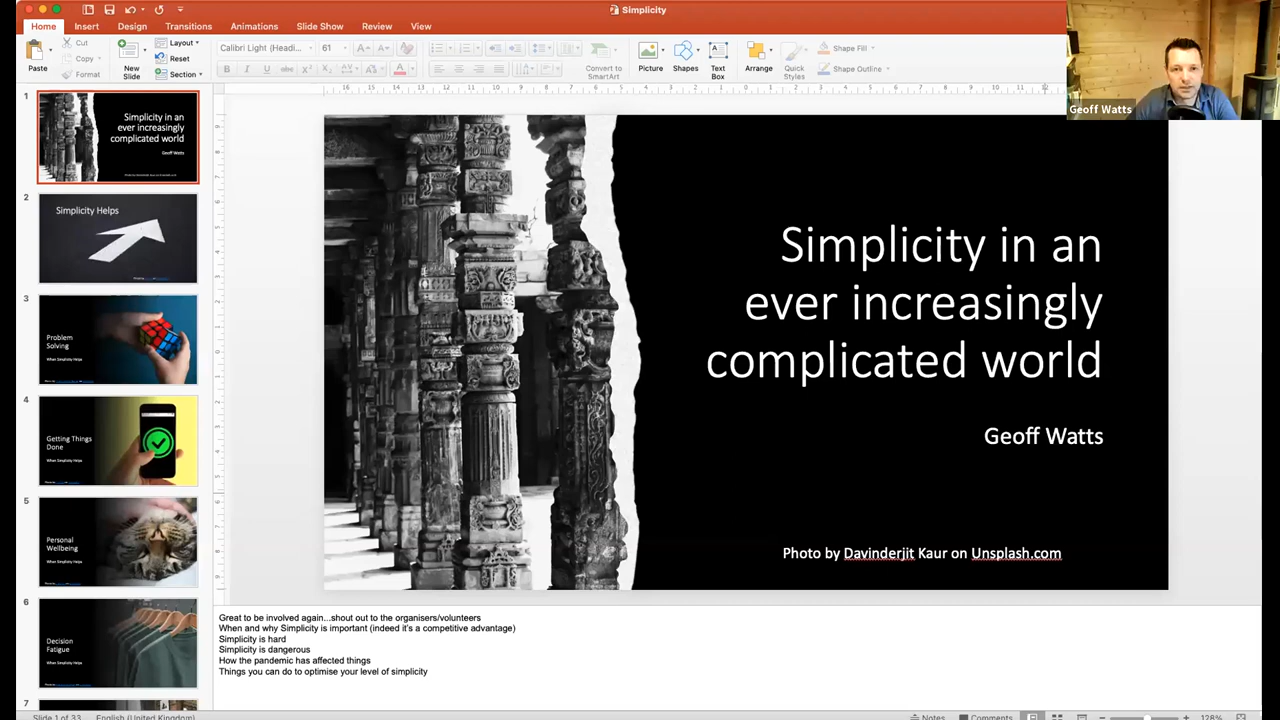 Simplicity
Home Insert Design Transitions Animations Slide Show Review View
Cut
Copy
Format
Paste
New
Slide
Layout
Reset
Section
Calibri Light (Headi...
61
Convert to
SmartArt
Picture
Shapes
Text
Box
Arrange
Quick
Styles
Shape Fill
Shape Outline
Geoff Watts
1
Simplicity in an
ever increasingly
complicated world
Geoff Watts
2
Simplicity Helps
3
Problem
Solving
When Simplicity Helps
4
Getting Things
Done
When Simplicity Helps
5
Personal
Wellbeing
When Simplicity Helps
6
Decision
Fatigue
When Simplicity Helps
7
Simplicity in an
ever increasingly
complicated world
Geoff Watts
Photo by Davinderjit Kaur on Unsplash.com
Great to be involved again...shout out to the organisers/volunteers
When and why Simplicity is important (indeed it's a competitive advantage)
Simplicity is hard
Simplicity is dangerous
How the pandemic has affected things
Things you can do to optimise your level of simplicity
Slide 1 of 33 English (United Kingdom) Notes Comments 128%